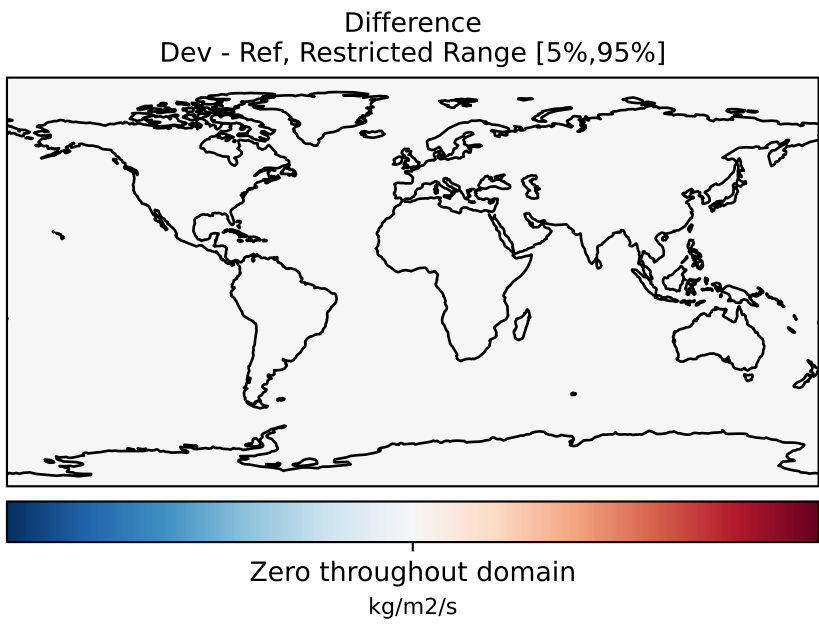 Difference
Dev - Ref, Restricted Range [5%,95%]
Zero throughout domain
kg/m2/s